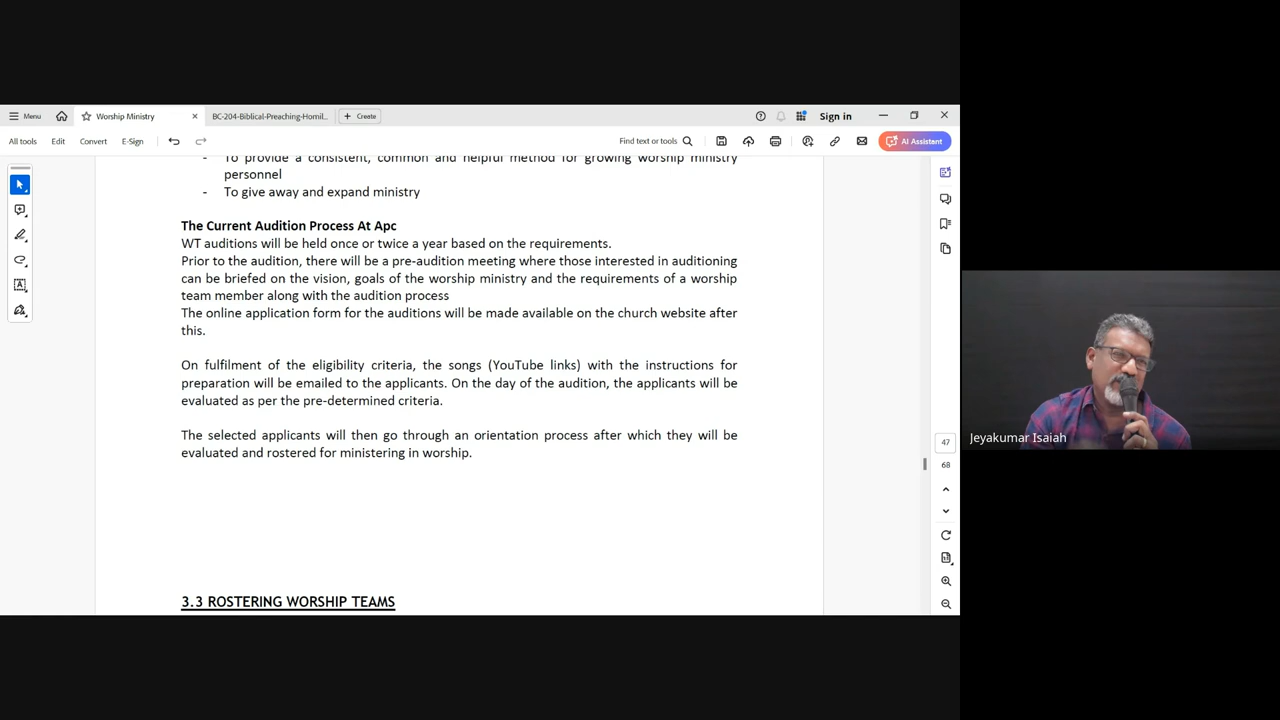 Menu
Worship Ministry
BC-204-Biblical-Preaching-Homil...
Create
Sign in
All tools
Edit
Convert
E-Sign
Find text or tools
AI Assistant
- To provide a consistent, common and helpful method for growing worship ministry
personnel
- To give away and expand ministry
The Current Audition Process At Apc
WT auditions will be held once or twice a year based on the requirements.
Prior to the audition, there will be a pre-audition meeting where those interested in auditioning
can be briefed on the vision, goals of the worship ministry and the requirements of a worship
team member along with the audition process
The online application form for the auditions will be made available on the church website after
this.
On fulfilment of the eligibility criteria, the songs (YouTube links) with the instructions for
preparation will be emailed to the applicants. On the day of the audition, the applicants will be
evaluated as per the pre-determined criteria.
The selected applicants will then go through an orientation process after which they will be
evaluated and rostered for ministering in worship.
3.3 ROSTERING WORSHIP TEAMS
47
68
Jeyakumar Isaiah